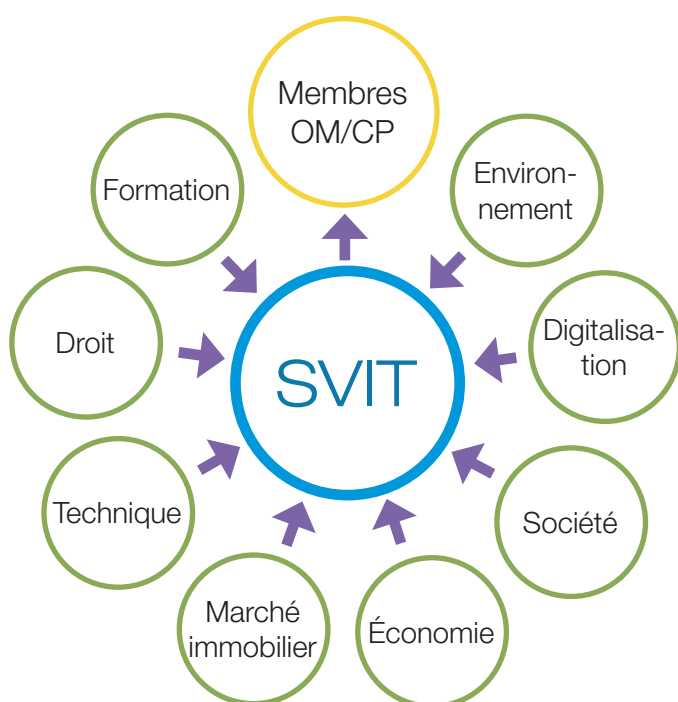 Membres
OM/CP
Formation
Environ-
nement
Droit
SVIT
Digitalisa-
tion
Technique
Société
Marché
immobilier
Économie